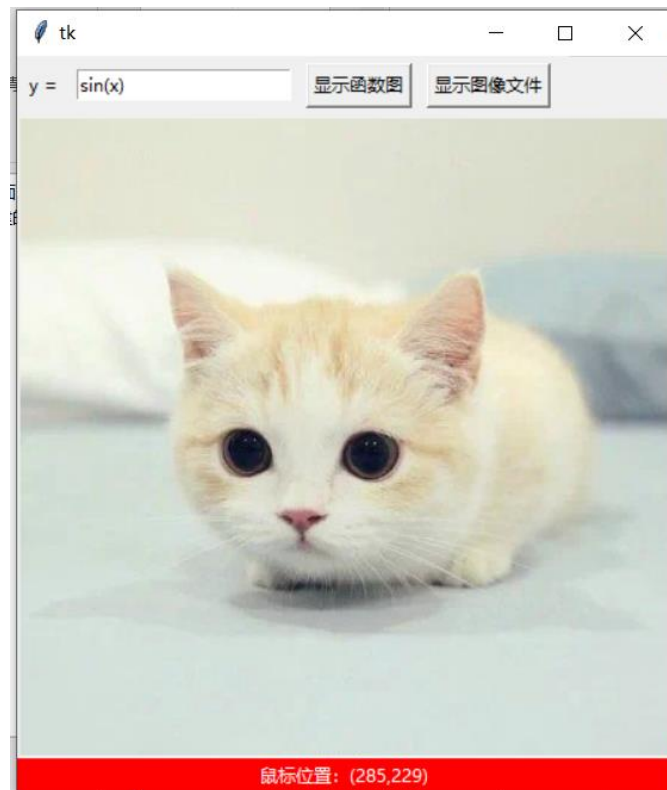 tk
y = sin(x) 显示函数图 显示图像文件
鼠标位置：(285,229)